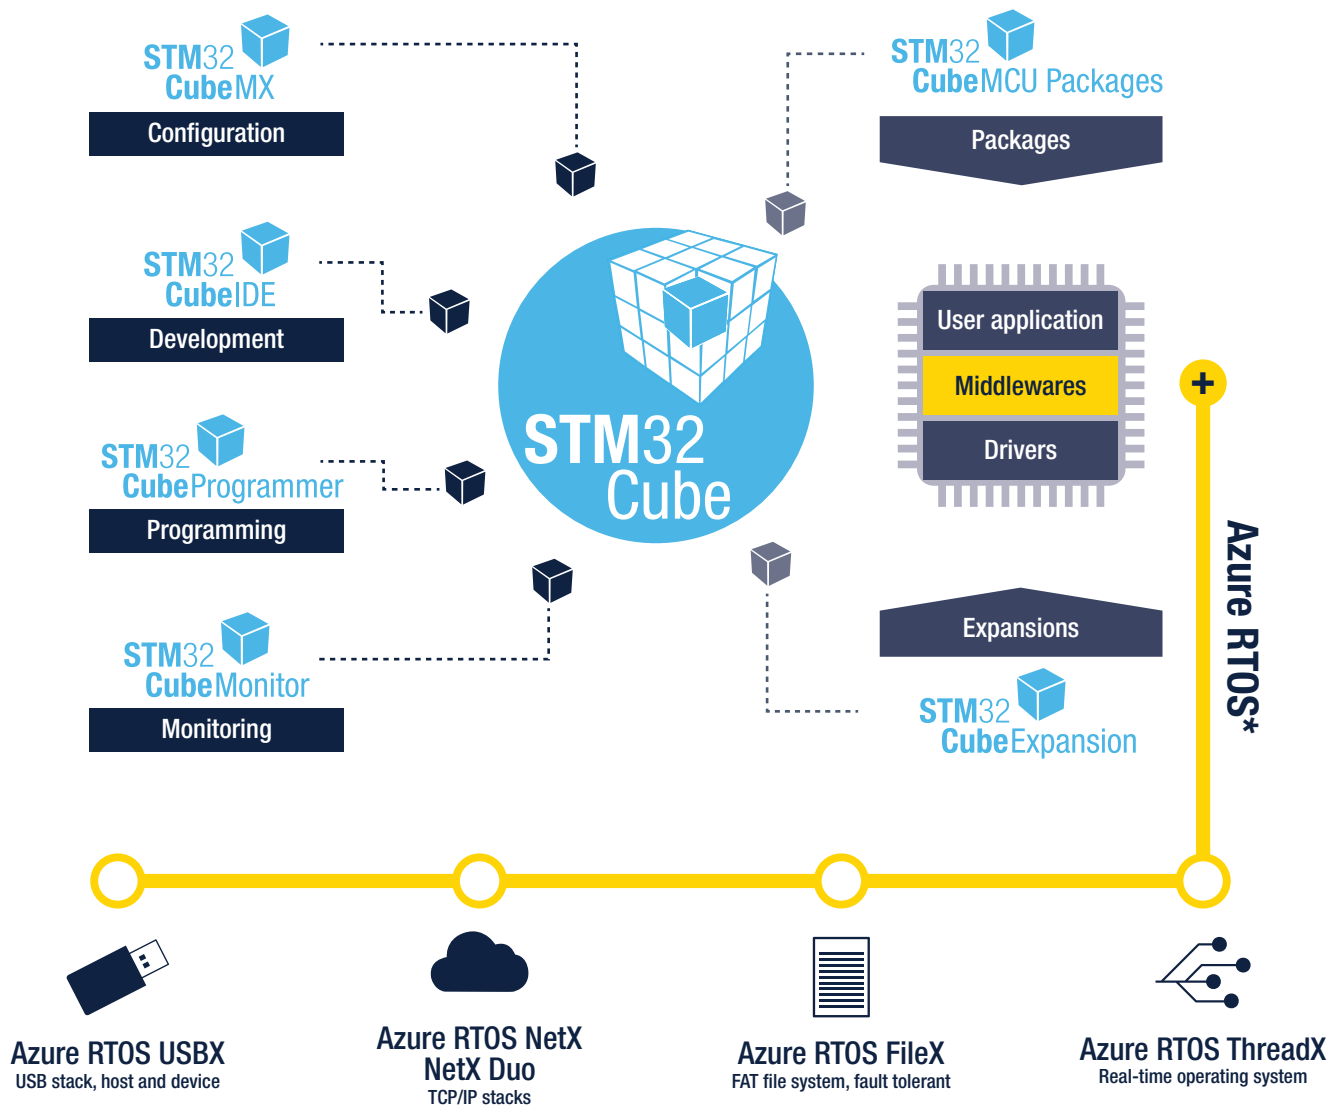 STM32
CubeMX
Configuration
STM32
CubeIDE
Development
STM32
CubeProgrammer
Programming
STM32
CubeMonitor
Monitoring
STM32
Cube
STM32
CubeMCU Packages
Packages
User application
Middlewares
Drivers
Expansions
STM32
CubeExpansion
+
Azure RTOS*
Azure RTOS USBX
USB stack, host and device
Azure RTOS NetX
NetX Duo
TCP/IP stacks
Azure RTOS FileX
FAT file system, fault tolerant
Azure RTOS ThreadX
Real-time operating system